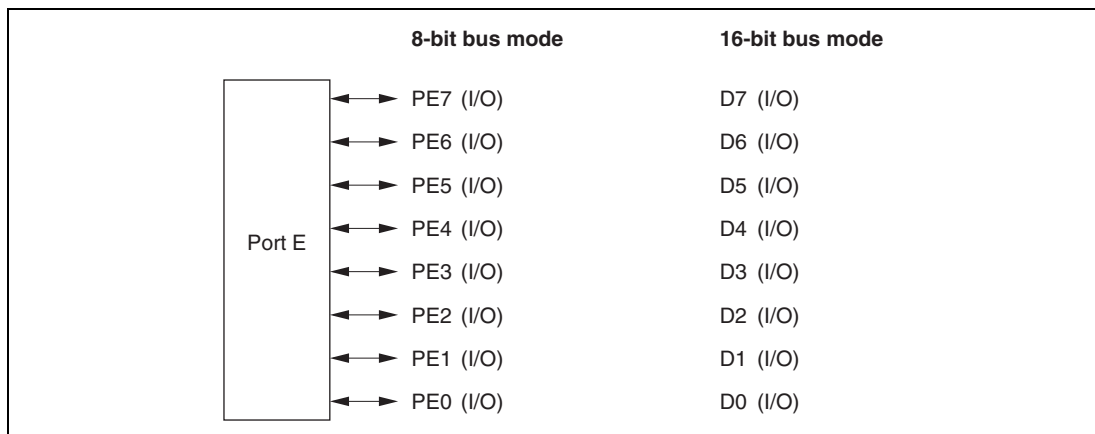 8-bit bus mode 16-bit bus mode
PE7 (I/O) D7 (I/O)
PE6 (I/O) D6 (I/O)
PE5 (I/O) D5 (I/O)
PE4 (I/O) D4 (I/O)
Port E
PE3 (I/O) D3 (I/O)
PE2 (I/O) D2 (I/O)
PE1 (I/O) D1 (I/O)
PE0 (I/O) D0 (I/O)